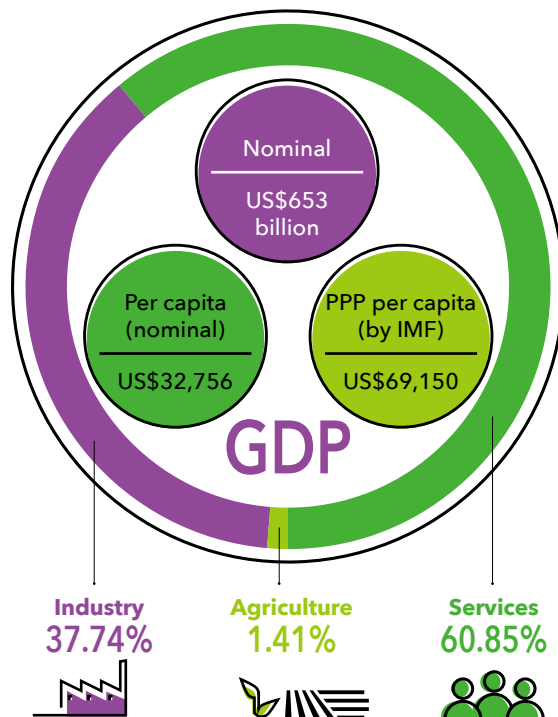 Nominal
US$653
billion
Per capita
(nominal)
US$32,756
PPP per capita
(by IMF)
US$69,150
GDP
Industry
37.74%
Agriculture
1.41%
Services
60.85%